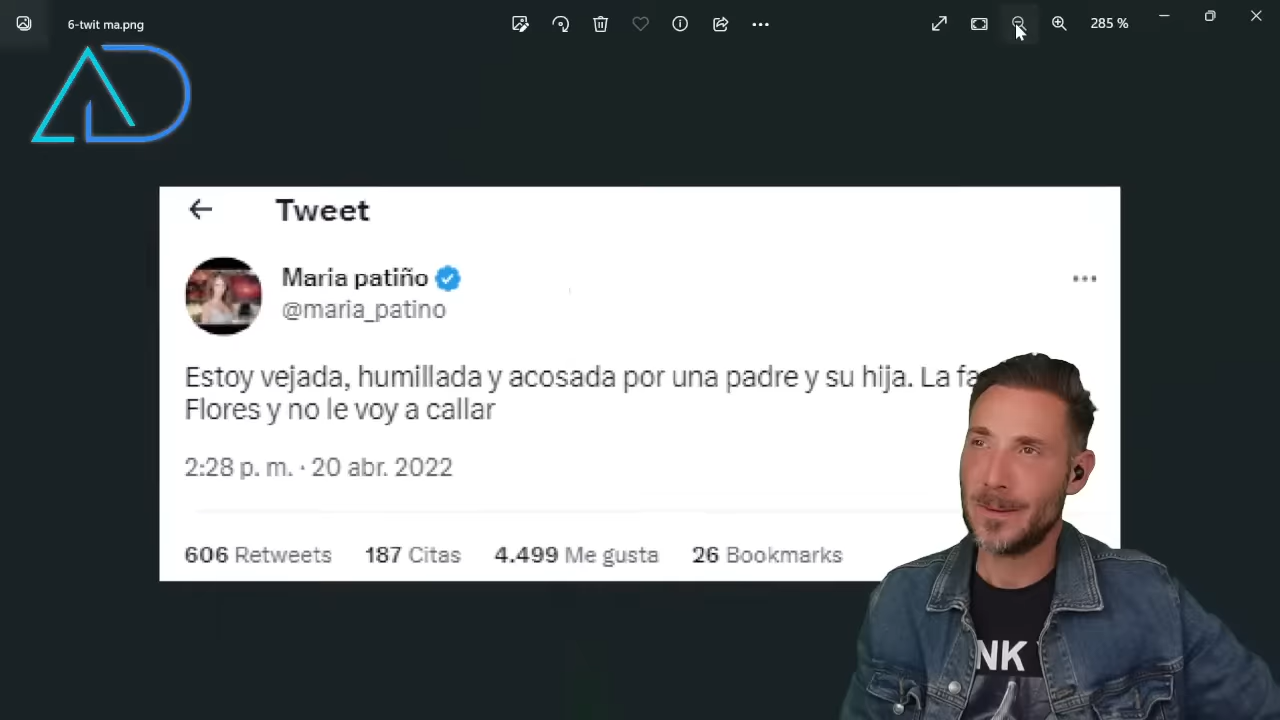 6-twit ma.png
285 %
Tweet
Maria patiño
@maria_patino
Estoy vejada, humillada y acosada por una padre y su hija. La
Flores y no le voy a callar
2:28 p. m. · 20 abr. 2022
606 Retweets 187 Citas 4.499 Me gusta 26 Bookmarks